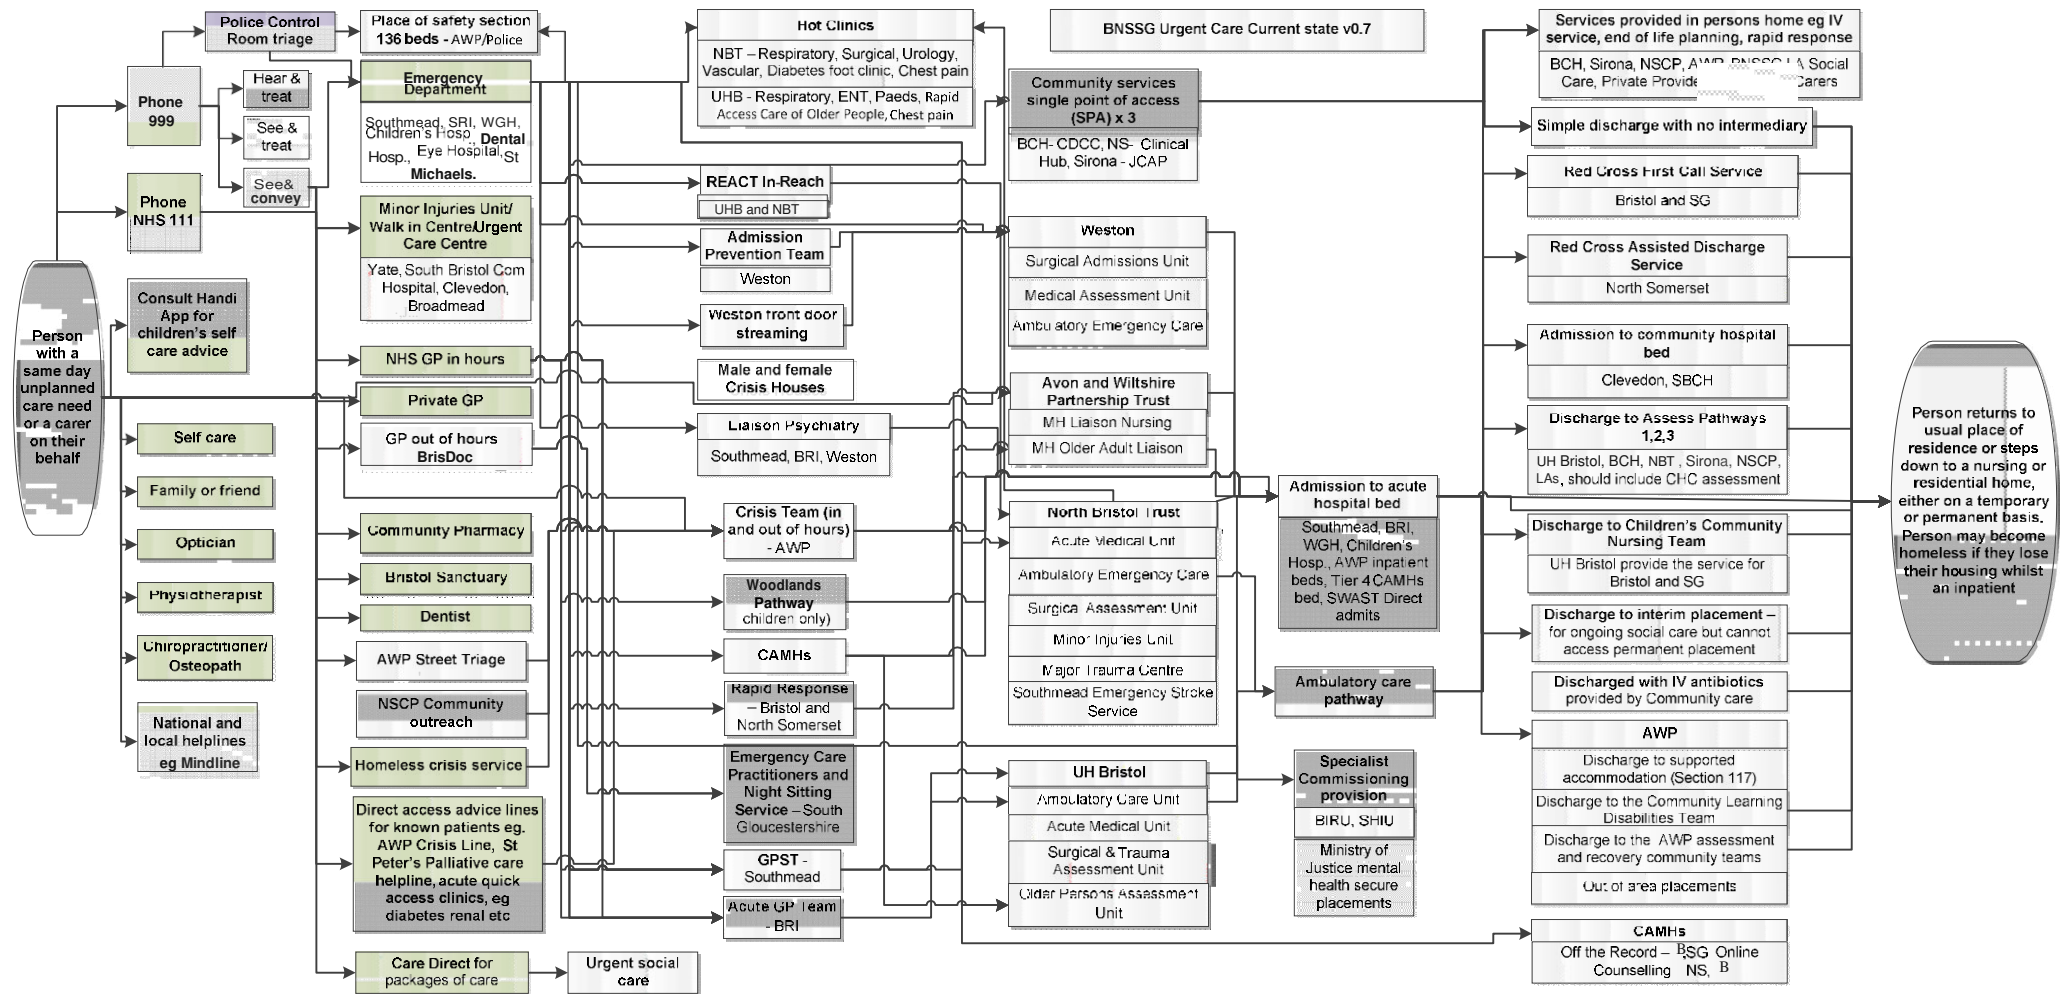 BNSSG Urgent Care Current state v0.7
Person
with a
same day
unplanned
care need
or a carer
on their
behalf
Phone
999
Phone
NHS 111
Consult Handi
App for
children's self
care advice
Self care
Family or friend
Optician
Physiotherapist
Chiropractitioner/
Osteopath
National and
local helplines
eg Mindline
Police Control
Room triage
Hear &
treat
See &
treat
See&
convey
Place of safety section
136 beds - AWP/Police
Emergency
Department
Southmead, SRI, WGH,
Children's Hosp., Dental
Hosp., Eye Hospital, St
Michaels.
Minor Injuries Unit/
Walk in Centre/Urgent
Care Centre
Yate, South Bristol Com
Hospital, Clevedon,
Broadmead
NHS GP in hours
Private GP
GP out of hours
BrisDoc
Community Pharmacy
Bristol Sanctuary
Dentist
AWP Street Triage
NSCP Community
outreach
Homeless crisis service
Direct access advice lines
for known patients eg.
AWP Crisis Line, St
Peter's Palliative care
helpline, acute quick
access clinics, eg
diabetes renal etc
Care Direct for
packages of care
Urgent social
care
Hot Clinics
NBT – Respiratory, Surgical, Urology,
Vascular, Diabetes foot clinic, Chest pain
UHB - Respiratory, ENT, Paeds, Rapid
Access Care of Older People, Chest pain
REACT In-Reach
UHB and NBT
Admission
Prevention Team
Weston
Weston front door
streaming
Male and female
Crisis Houses
Liaison Psychiatry
Southmead, BRI, Weston
Crisis Team (in
and out of hours)
- AWP
Woodlands
Pathway
children only)
CAMHs
Rapid Response
– Bristol and
North Somerset
Emergency Care
Practitioners and
Night Sitting
Service – South
Gloucestershire
GPST -
Southmead
Acute GP Team
- BRI
Community services
single point of access
(SPA) x 3
BCH- CDCC, NS- Clinical
Hub, Sirona - JCAP
Weston
Surgical Admissions Unit
Medical Assessment Unit
Ambulatory Emergency Care
Avon and Wiltshire
Partnership Trust
MH Liaison Nursing
MH Older Adult Liaison
North Bristol Trust
Acute Medical Unit
Ambulatory Emergency Care
Surgical Assessment Unit
Minor Injuries Unit
Major Trauma Centre
Southmead Emergency Stroke
Service
UH Bristol
Ambulatory Care Unit
Acute Medical Unit
Surgical & Trauma
Assessment Unit
Older Persons Assessment
Unit
Admission to acute
hospital bed
Southmead, BRI,
WGH, Children's
Hosp., AWP inpatient
beds, Tier 4 CAMHs
bed, SWAST Direct
admits
Ambulatory care
pathway
Specialist
Commissioning
provision
BIRU, SHIU
Ministry of
Justice mental
health secure
placements
Services provided in persons home eg IV
service, end of life planning, rapid response
BCH, Sirona, NSCP, AWP, BNSSG LA Social
Care, Private Provide Carers
Simple discharge with no intermediary
Red Cross First Call Service
Bristol and SG
Red Cross Assisted Discharge
Service
North Somerset
Admission to community hospital
bed
Clevedon, SBCH
Discharge to Assess Pathways
1,2,3
UH Bristol, BCH, NBT , Sirona, NSCP,
LAs, should include CHC assessment
Discharge to Children's Community
Nursing Team
UH Bristol provide the service for
Bristol and SG
Discharge to interim placement –
for ongoing social care but cannot
access permanent placement
Discharged with IV antibiotics
provided by Community care
AWP
Discharge to supported
accommodation (Section 117)
Discharge to the Community Learning
Disabilities Team
Discharge to the AWP assessment
and recovery community teams
Out of area placements
CAMHs
Off the Record – B,SG Online
Counselling NS, B
Person returns to
usual place of
residence or steps
down to a nursing or
residential home,
either on a temporary
or permanent basis.
Person may become
homeless if they lose
their housing whilst
an inpatient